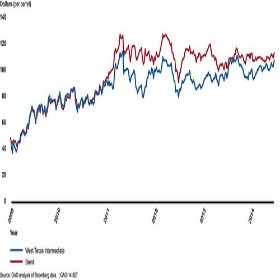 Dollars (per barrel)
140
120
100
80
60
40
20
0
2009 2010 2011 2012 2013 2014
Year
West Texas Intermediate
Brent
Source: GAO analysis of Bloomberg data. | GAO-14-807